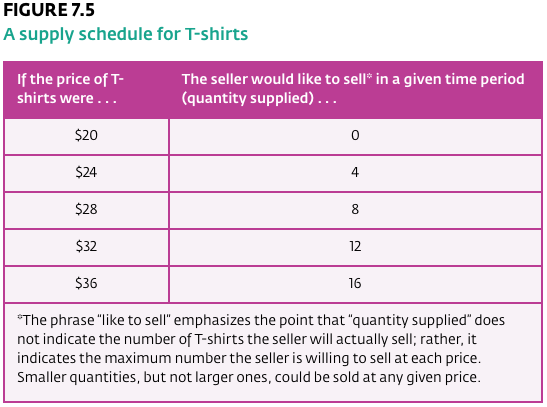 FIGURE 7.5
A supply schedule for T-shirts
If the price of T-
shirts were . . .
The seller would like to sell* in a given time period
(quantity supplied) . . .
$20 0
$24 4
$28 8
$32 12
$36 16
*The phrase “like to sell” emphasizes the point that “quantity supplied” does
not indicate the number of T-shirts the seller will actually sell; rather, it
indicates the maximum number the seller is willing to sell at each price.
Smaller quantities, but not larger ones, could be sold at any given price.